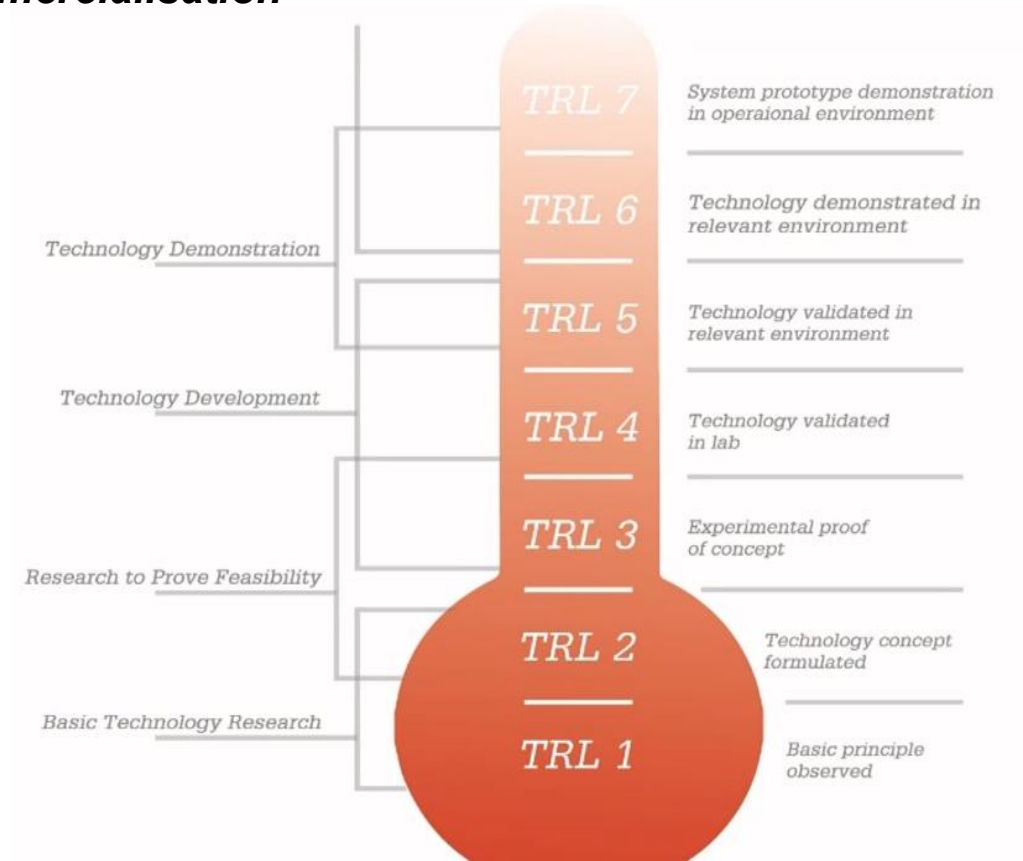 TRL 7
System prototype demonstration
in operaional environment
TRL 6
Technology demonstrated in
relevant environment
Technology Demonstration
TRL 5
Technology validated in
relevant environment
Technology Development
TRL 4
Technology validated
in lab
TRL 3
Experimental proof
of concept
Research to Prove Feasibility
TRL 2
Technology concept
formulated
Basic Technology Research
TRL 1
Basic principle
observed